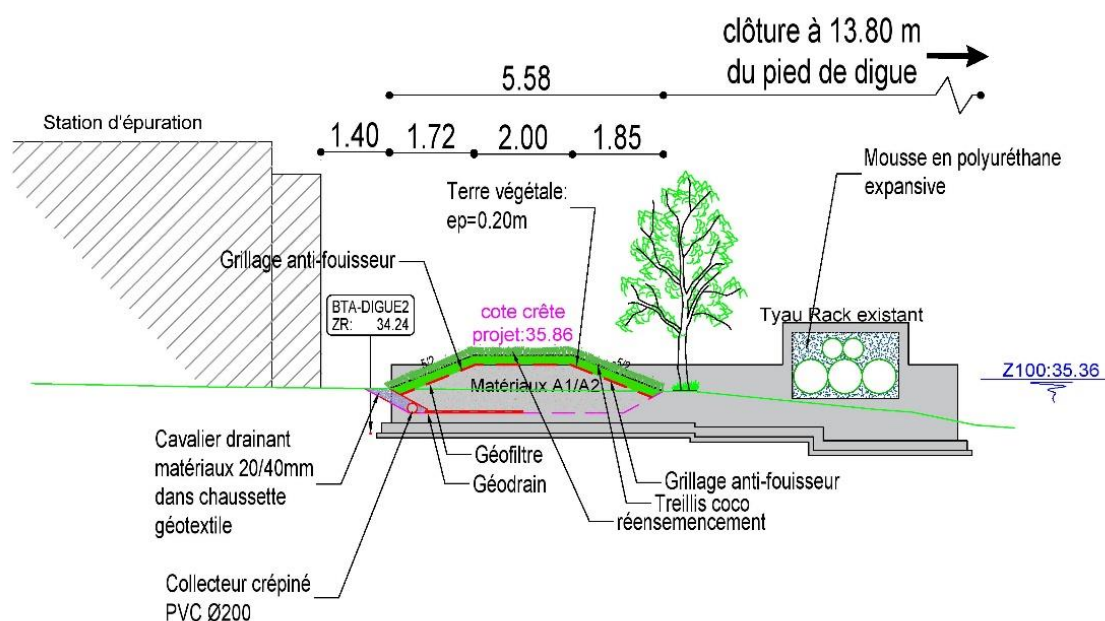 clôture à 13.80 m
du pied de digue
5.58
Station d'épuration
1.40
1.72
2.00
1.85
Mousse en polyuréthane
expansive
Terre végétale:
ep=0.20m
Grillage anti-fouisseur
BTA-DIGUE2
ZR: 34.24
cote crête
projet:35.86
Tyau Rack existant
5/2
Matériaux A1/A2
Z100:35.36
Cavalier drainant
matériaux 20/40mm
dans chaussette
géotextile
Géofiltre
Géodrain
Grillage anti-fouisseur
Treillis coco
réensemencement
Collecteur crépiné
PVC Ø200